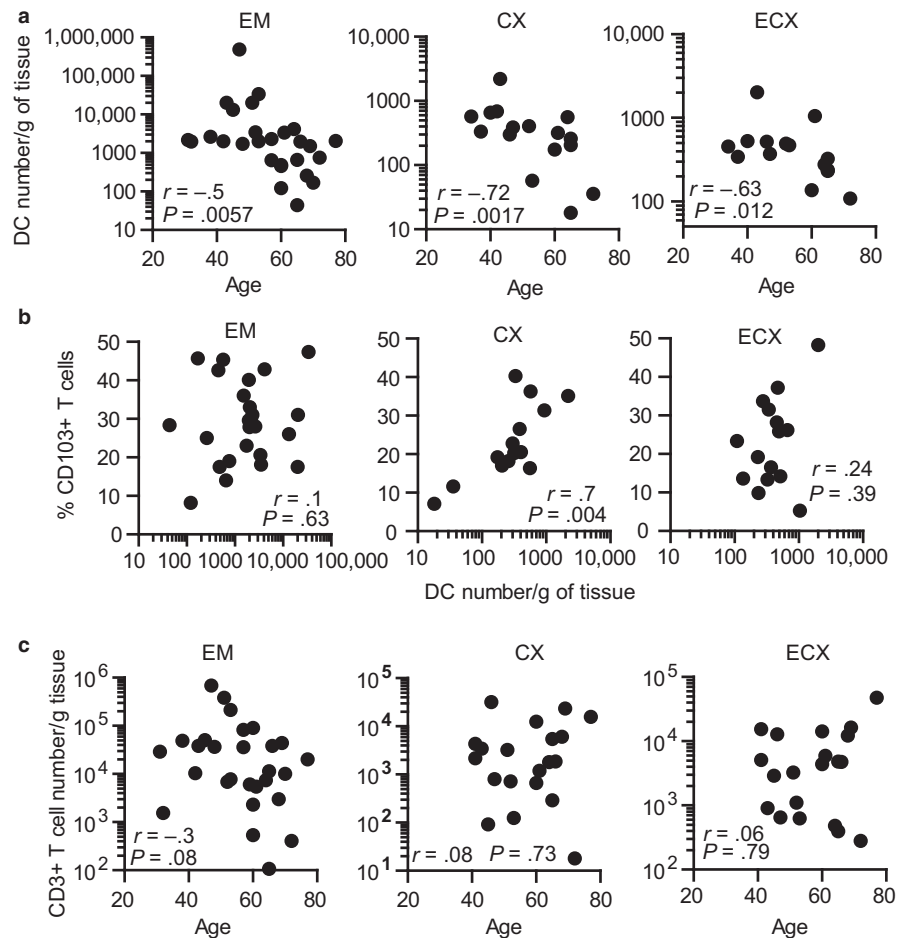 a
EM
CX
ECX
DC number/g of tissue
1,000,000
100,000
10,000
1000
100
10
r = –.5
P = .0057
20 40 60 80
Age
10,000
1000
100
10
r = –.72
P = .0017
20 40 60 80
Age
10,000
1000
100
r = –.63
P = .012
20 40 60 80
Age
b
EM
CX
ECX
% CD103+ T cells
50
40
30
20
10
0
r = .1
P = .63
10 100 1000 10,000 100,000
50
40
30
20
10
0
r = .7
P = .004
10 100 1000 10,000
50
40
30
20
10
0
r = .24
P = .39
10 100 1000 10,000
DC number/g of tissue
c
EM
CX
ECX
CD3+ T cell number/g tissue
10⁶
10⁵
10⁴
10³
10²
r = –.3
P = .08
20 40 60 80
Age
10⁵
10⁴
10³
10²
10¹
r = .08 P = .73
20 40 60 80
Age
10⁵
10⁴
10³
10²
r = .06
P = .79
20 40 60 80
Age